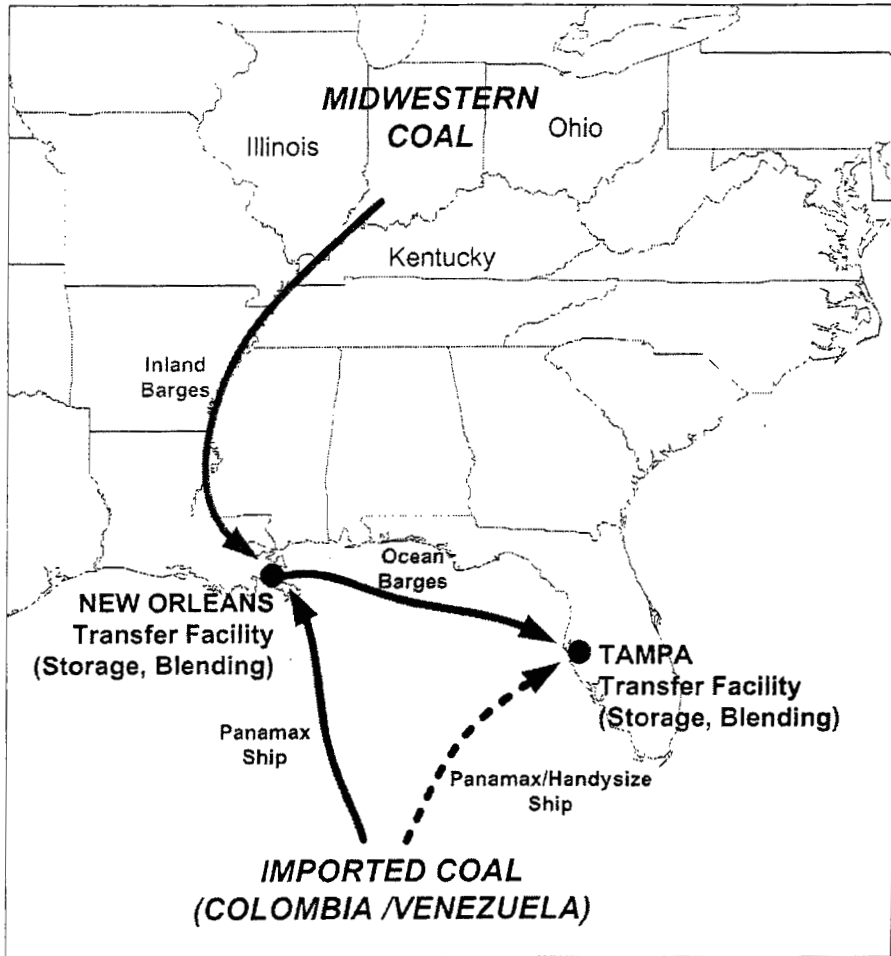 MIDWESTERN
COAL
Ohio
Illinois
Kentucky
Inland
Barges
Ocean
Barges
NEW ORLEANS
Transfer Facility
(Storage, Blending)
TAMPA
Transfer Facility
(Storage, Blending)
Panamax
Ship
Panamax/Handysize
Ship
IMPORTED COAL
(COLOMBIA /VENEZUELA)